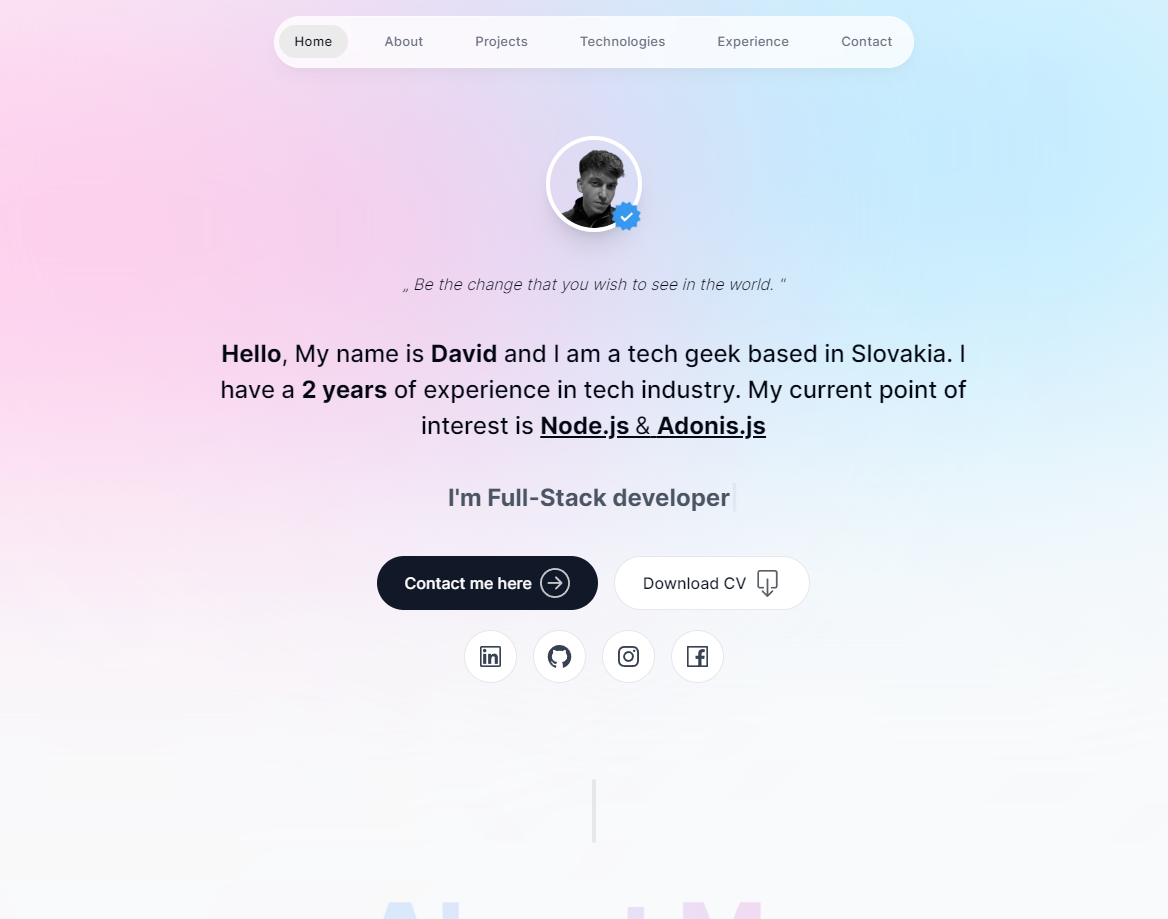 Home About Projects Technologies Experience Contact
„ Be the change that you wish to see in the world. "
Hello, My name is David and I am a tech geek based in Slovakia. I
have a 2 years of experience in tech industry. My current point of
interest is Node.js & Adonis.js
I'm Full-Stack developer
Contact me here Download CV